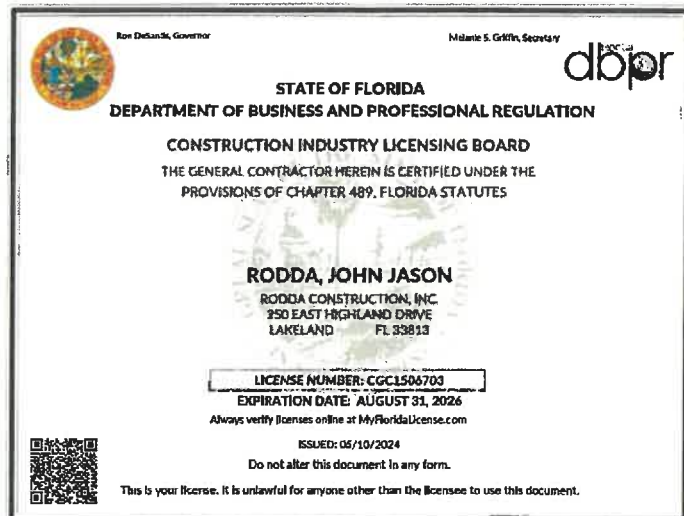 Ron DeSantis, Governor
Melanie S. Griffin, Secretary
dbpr
STATE OF FLORIDA
DEPARTMENT OF BUSINESS AND PROFESSIONAL REGULATION
CONSTRUCTION INDUSTRY LICENSING BOARD
THE GENERAL CONTRACTOR HEREIN IS CERTIFIED UNDER THE
PROVISIONS OF CHAPTER 489, FLORIDA STATUTES
RODDA, JOHN JASON
RODDA CONSTRUCTION, INC.
250 EAST HIGHLAND DRIVE
LAKELAND FL 33813
LICENSE NUMBER: CGC1506703
EXPIRATION DATE: AUGUST 31, 2026
Always verify licenses online at MyFloridaLicense.com
ISSUED: 06/10/2024
Do not alter this document in any form.
This is your license. It is unlawful for anyone other than the licensee to use this document.